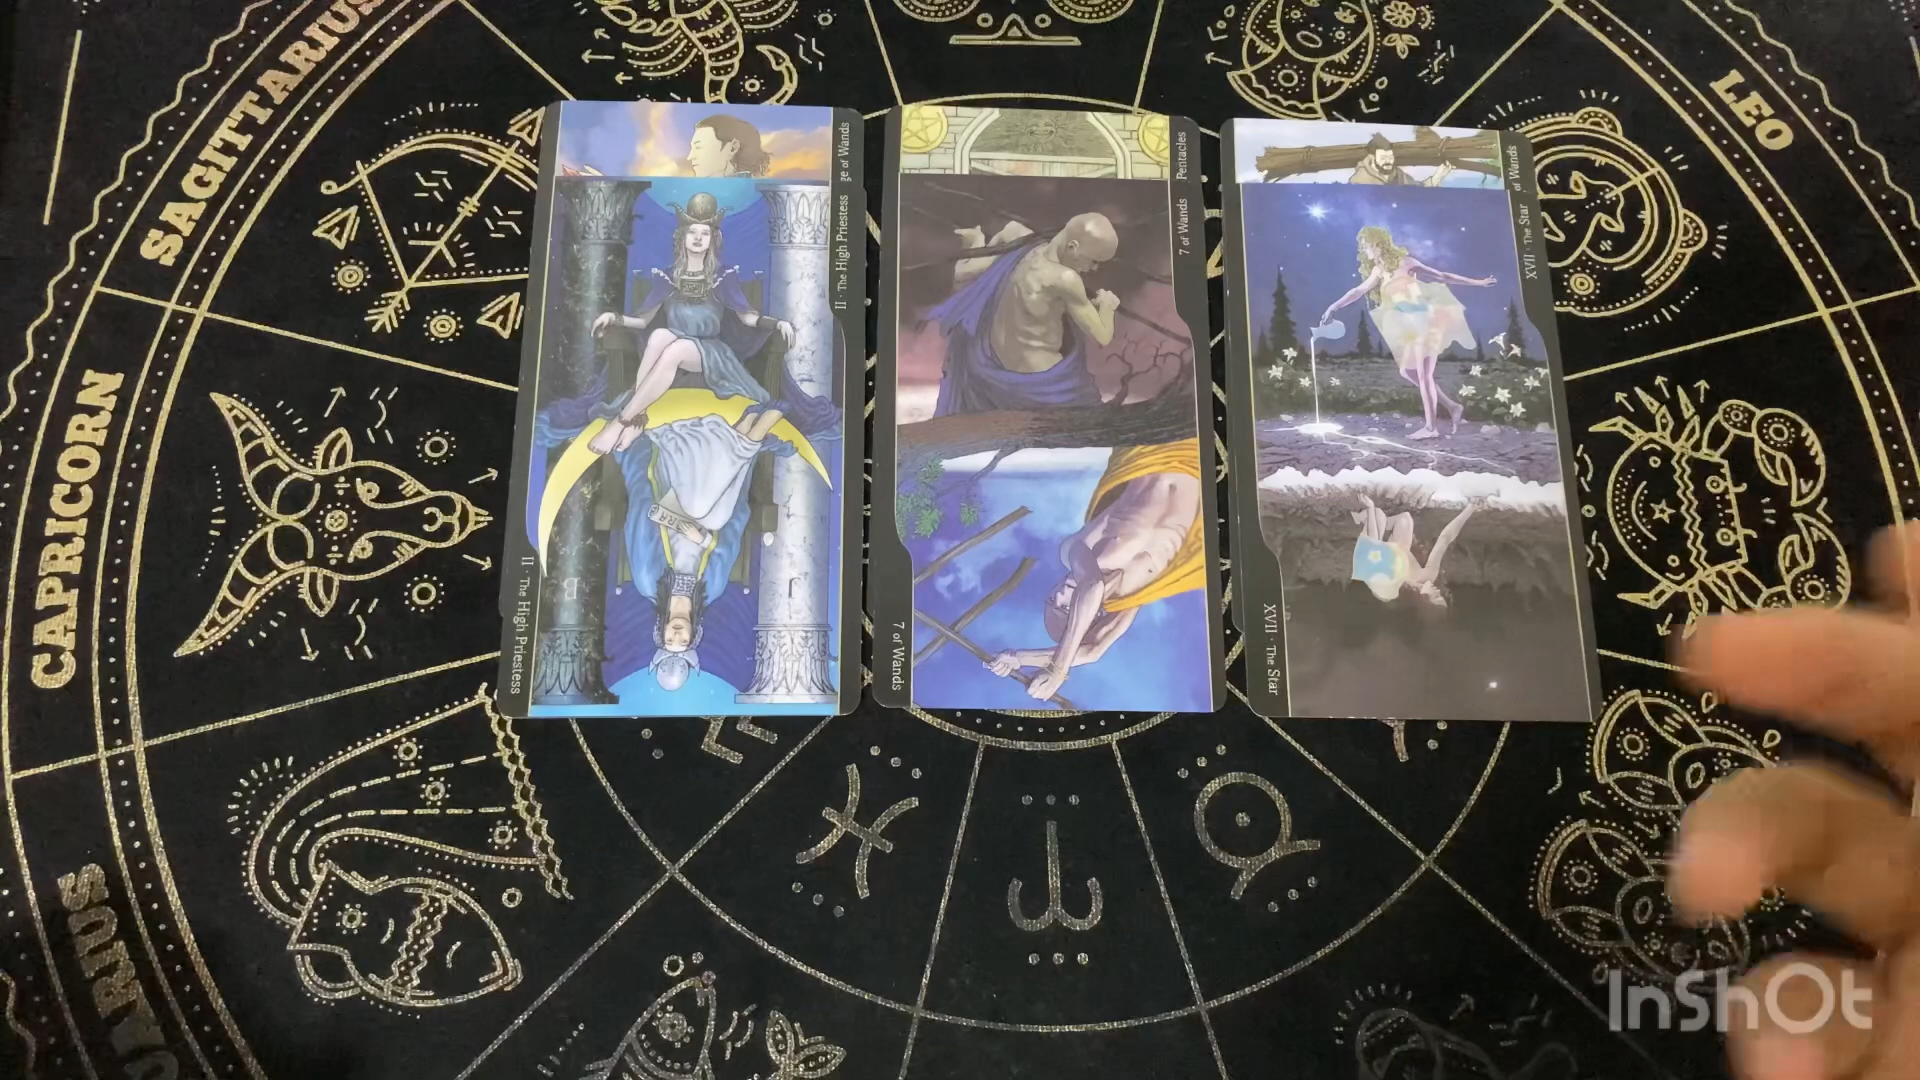 SAGITTARIUS
LEO
CAPRICORN
ge of Wands
II · The High Priestess
II · The High Priestess
B
J
Pentacles
7 of Wands
7 of Wands
of Wands
XVII · The Star
XVII · The Star
InShOt